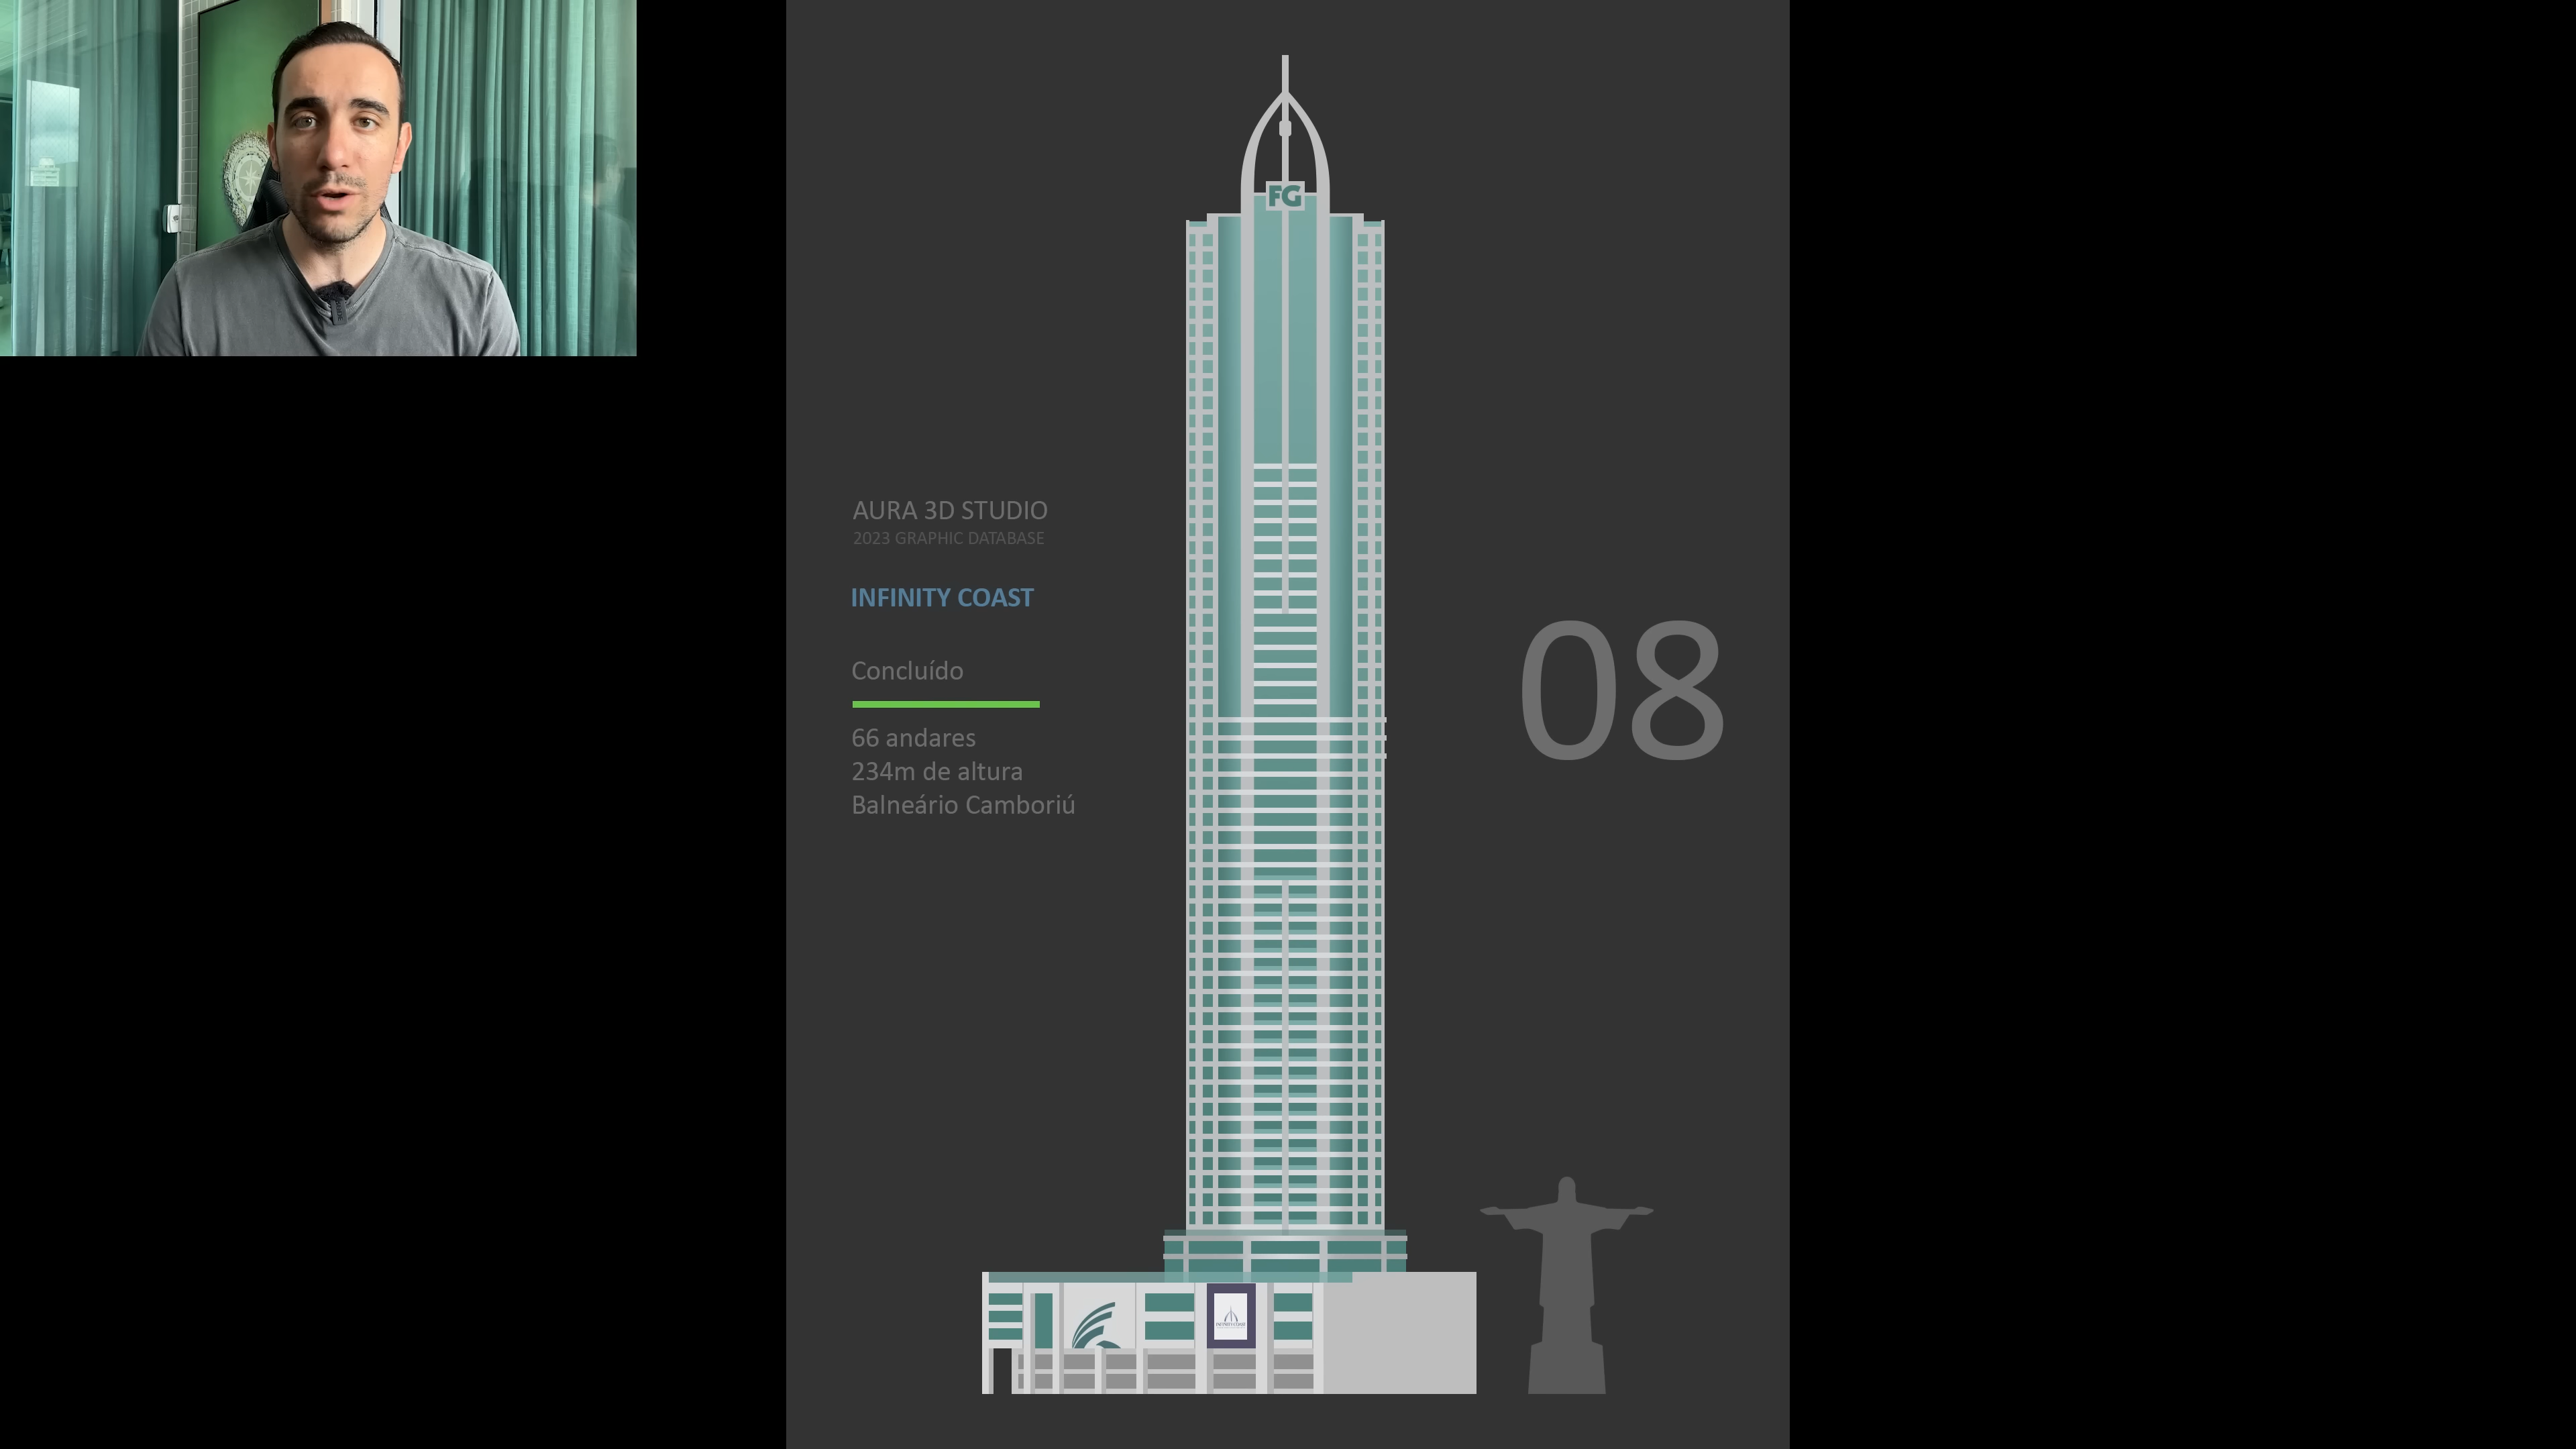 FG
AURA 3D STUDIO
2023 GRAPHIC DATABASE
INFINITY COAST
Concluído
66 andares
234m de altura
Balneário Camboriú
08